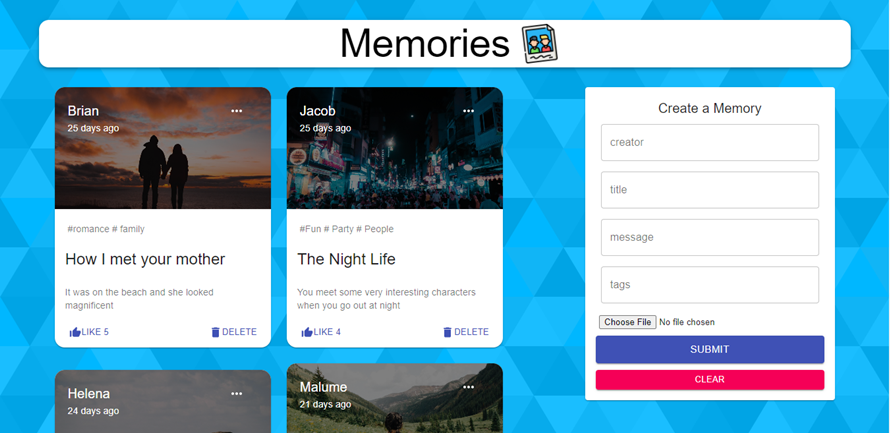 Memories
Brian
25 days ago
#romance # family
How I met your mother
It was on the beach and she looked
magnificent
LIKE 5
DELETE
Jacob
25 days ago
#Fun # Party # People
The Night Life
You meet some very interesting characters
when you go out at night
LIKE 4
DELETE
Helena
24 days ago
Malume
21 days ago
Create a Memory
creator
title
message
tags
Choose File No file chosen
SUBMIT
CLEAR